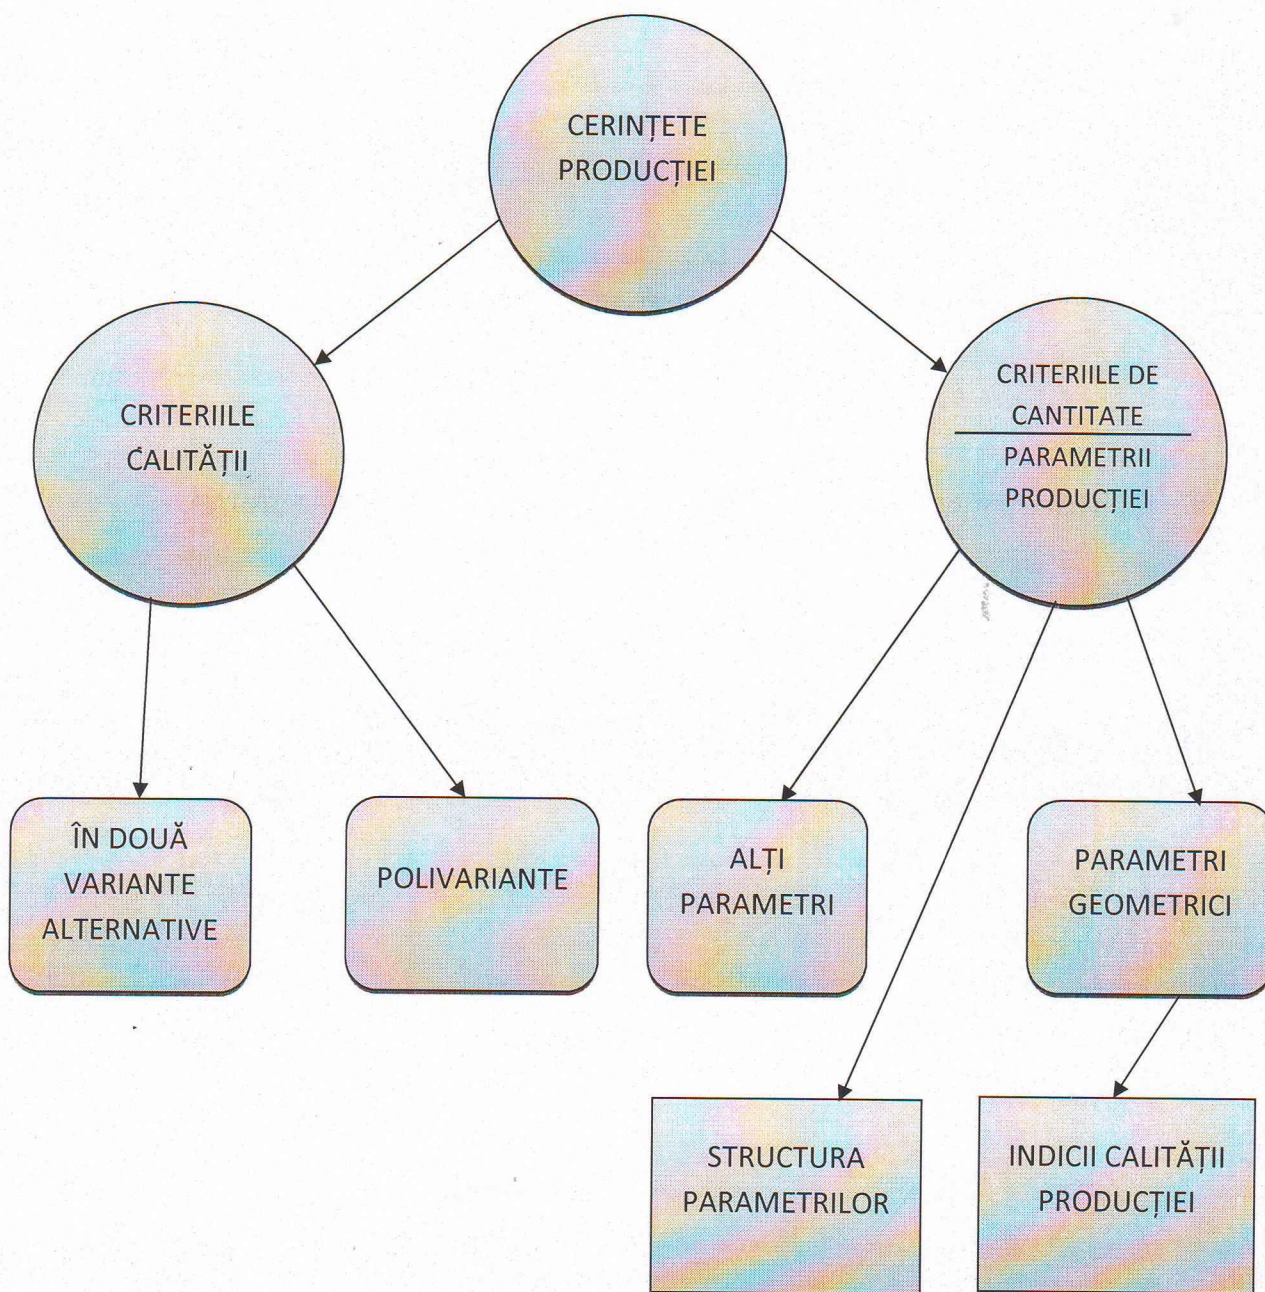 CERINȚETE
PRODUCȚIEI
CRITERIILE
CALITĂȚII
CRITERIILE DE
CANTITATE
PARAMETRII
PRODUCȚIEI
ÎN DOUĂ
VARIANTE
ALTERNATIVE
POLIVARIANTE
ALȚI
PARAMETRI
PARAMETRI
GEOMETRICI
STRUCTURA
PARAMETRILOR
INDICII CALITĂȚII
PRODUCȚIEI